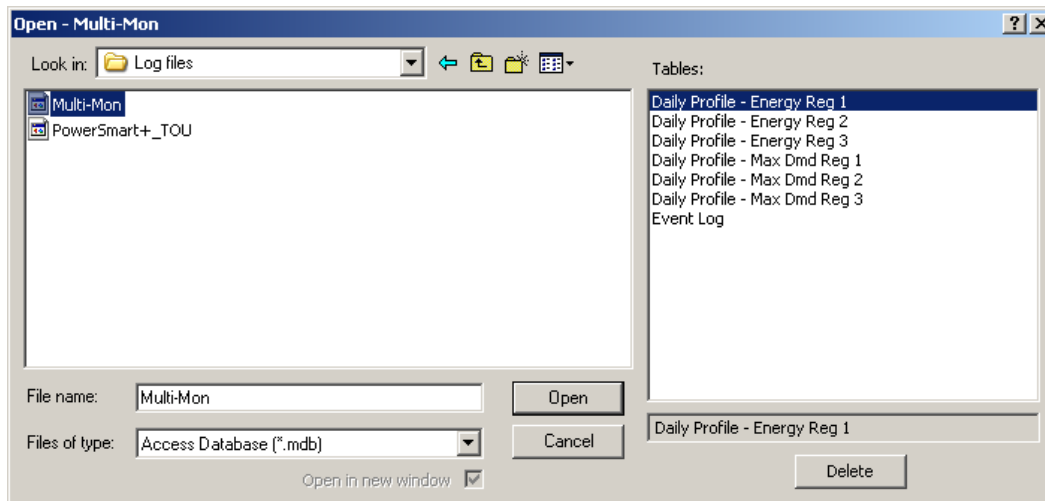 Open - Multi-Mon
Look in: Log files
Tables:
Multi-Mon
PowerSmart+_TOU
Daily Profile - Energy Reg 1
Daily Profile - Energy Reg 2
Daily Profile - Energy Reg 3
Daily Profile - Max Dmd Reg 1
Daily Profile - Max Dmd Reg 2
Daily Profile - Max Dmd Reg 3
Event Log
File name: Multi-Mon Open
Files of type: Access Database (*.mdb) Cancel
Open in new window
Daily Profile - Energy Reg 1
Delete